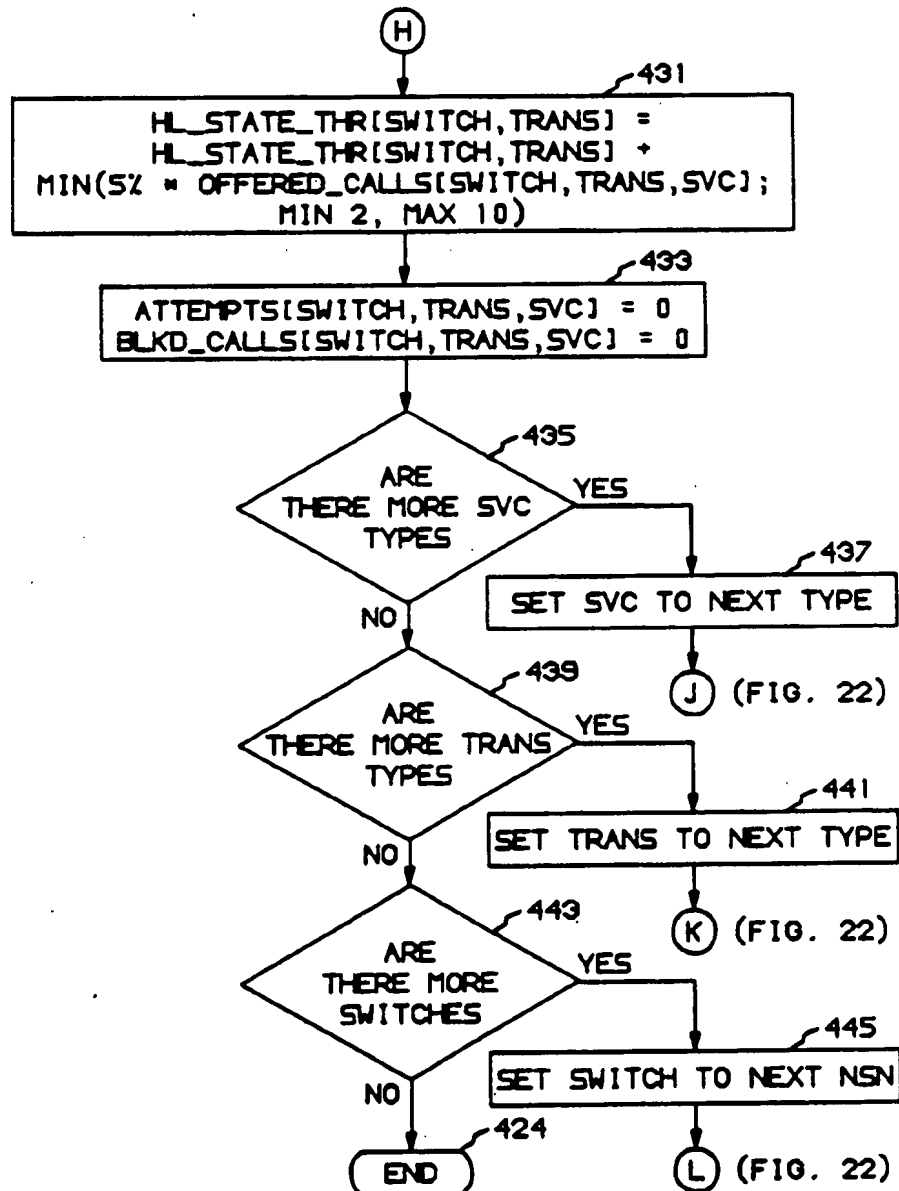 H
431
HL_STATE_THR[SWITCH,TRANS] =
HL_STATE_THR[SWITCH,TRANS] +
MIN(5% * OFFERED_CALLS[SWITCH,TRANS,SVC];
MIN 2, MAX 10)
433
ATTEMPTS[SWITCH,TRANS,SVC] = 0
BLKD_CALLS[SWITCH,TRANS,SVC] = 0
435
ARE
THERE MORE SVC
TYPES
YES
437
SET SVC TO NEXT TYPE
J (FIG. 22)
NO
439
ARE
THERE MORE TRANS
TYPES
YES
441
SET TRANS TO NEXT TYPE
K (FIG. 22)
NO
443
ARE
THERE MORE
SWITCHES
YES
445
SET SWITCH TO NEXT NSN
L (FIG. 22)
NO
424
END